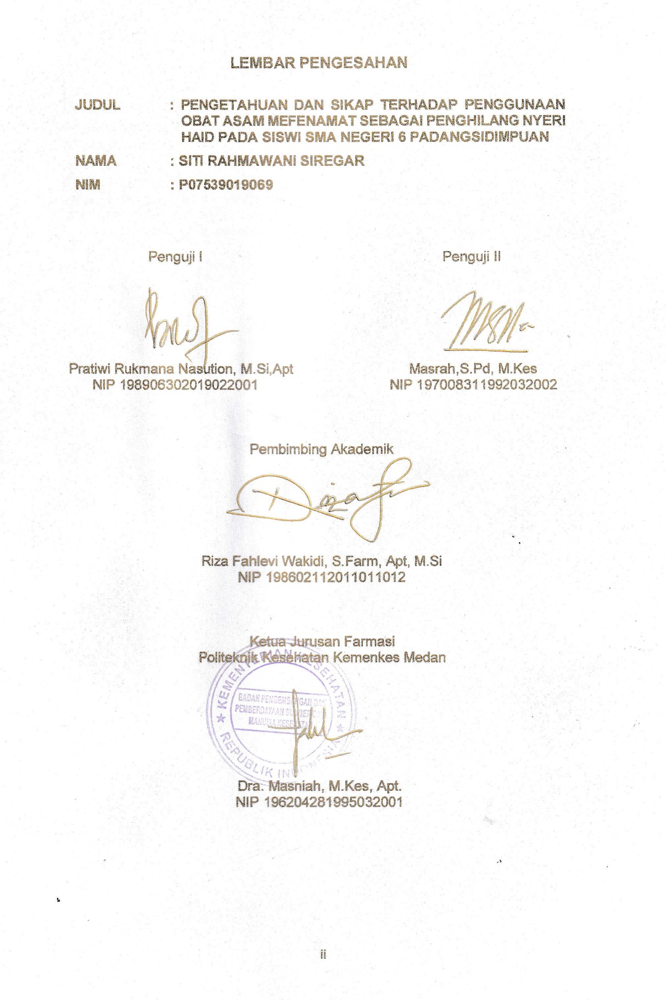 LEMBAR PENGESAHAN
JUDUL : PENGETAHUAN DAN SIKAP TERHADAP PENGGUNAAN
OBAT ASAM MEFENAMAT SEBAGAI PENGHILANG NYERI
HAID PADA SISWI SMA NEGERI 6 PADANGSIDIMPUAN
NAMA : SITI RAHMAWANI SIREGAR
NIM : P07539019069
Penguji I
Penguji II
Pratiwi Rukmana Nasution, M.Si,Apt
NIP 198906302019022001
Masrah,S.Pd, M.Kes
NIP 197008311992032002
Pembimbing Akademik
Riza Fahlevi Wakidi, S.Farm, Apt, M.Si
NIP 198602112011011012
Ketua Jurusan Farmasi
Politeknik Kesehatan Kemenkes Medan
KEMENTERIAN KESEHATAN
BADAN PENGEMBANGAN DAN
PEMBERDAYAAN SUMBER
MANUSIA KESEHATAN
REPUBLIK INDONESIA
Dra. Masniah, M.Kes, Apt.
NIP 196204281995032001
ii